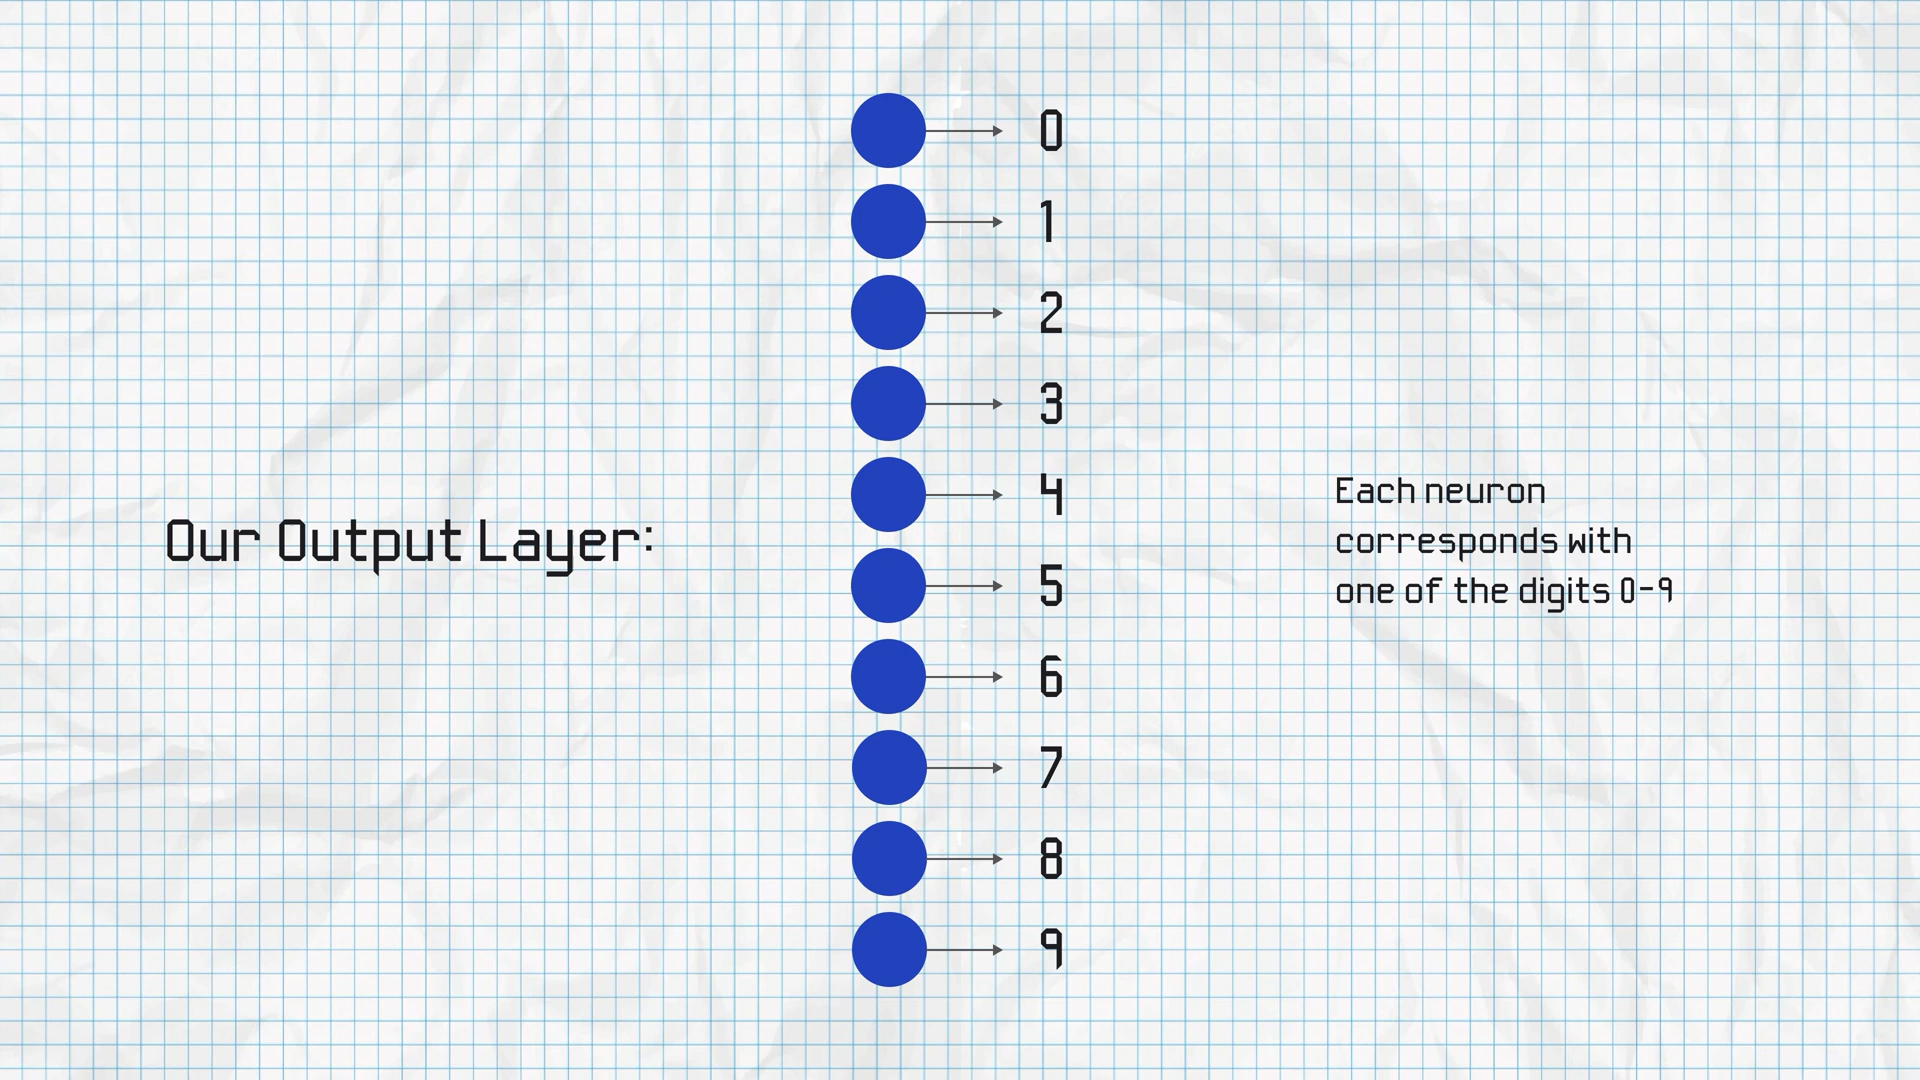 Our Output Layer:
0
1
2
3
4
5
6
7
8
9
Each neuron
corresponds with
one of the digits 0-9